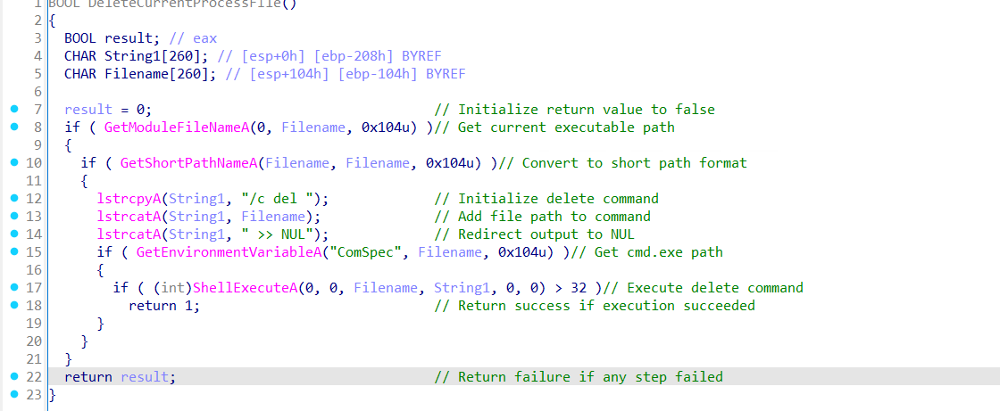 1 BOOL DeleteCurrentProcessFile()
2 {
3 BOOL result; // eax
4 CHAR String1[260]; // [esp+0h] [ebp-208h] BYREF
5 CHAR Filename[260]; // [esp+104h] [ebp-104h] BYREF
6
7 result = 0; // Initialize return value to false
8 if ( GetModuleFileNameA(0, Filename, 0x104u) )// Get current executable path
9 {
10 if ( GetShortPathNameA(Filename, Filename, 0x104u) )// Convert to short path format
11 {
12 lstrcpyA(String1, "/c del "); // Initialize delete command
13 lstrcatA(String1, Filename); // Add file path to command
14 lstrcatA(String1, " >> NUL"); // Redirect output to NUL
15 if ( GetEnvironmentVariableA("ComSpec", Filename, 0x104u) )// Get cmd.exe path
16 {
17 if ( (int)ShellExecuteA(0, 0, Filename, String1, 0, 0) > 32 )// Execute delete command
18 return 1; // Return success if execution succeeded
19 }
20 }
21 }
22 return result; // Return failure if any step failed
23 }